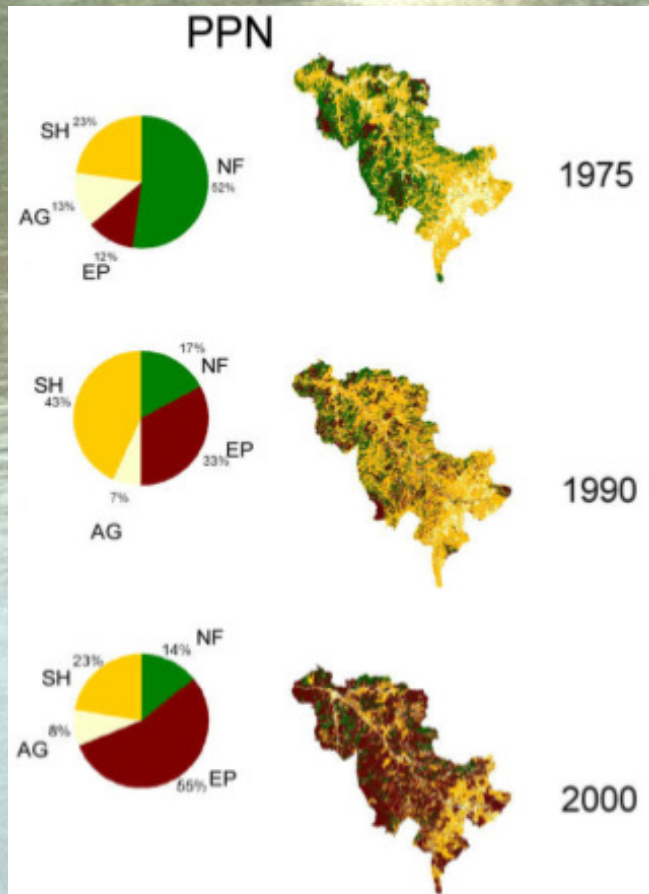 PPN
SH 23%
NF
52%
AG 13%
12%
EP
1975
17%
NF
SH
43%
EP
33%
7%
AG
1990
NF
14%
23%
SH
AG 8%
55% EP
2000